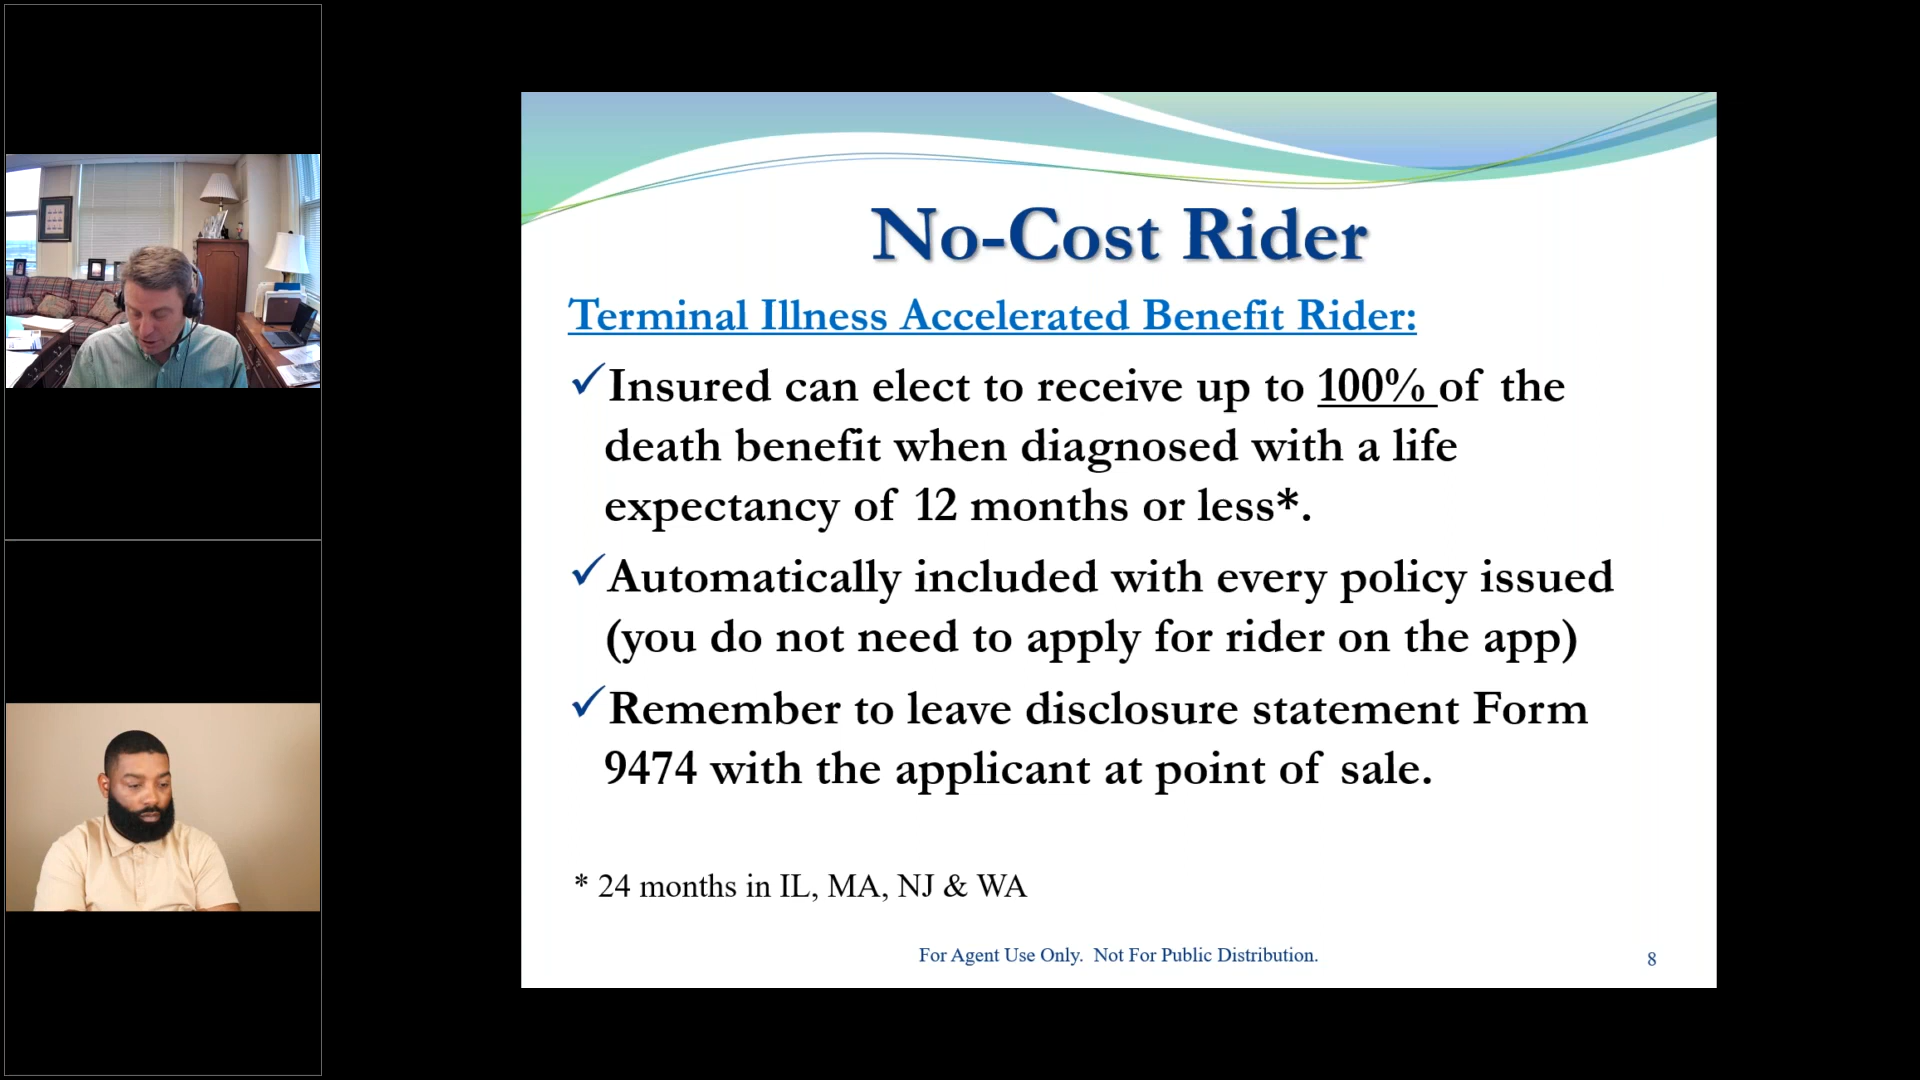 No-Cost Rider
Terminal Illness Accelerated Benefit Rider:
✓Insured can elect to receive up to 100% of the
death benefit when diagnosed with a life
expectancy of 12 months or less*.
✓Automatically included with every policy issued
(you do not need to apply for rider on the app)
✓Remember to leave disclosure statement Form
9474 with the applicant at point of sale.
* 24 months in IL, MA, NJ & WA
For Agent Use Only.  Not For Public Distribution.
8